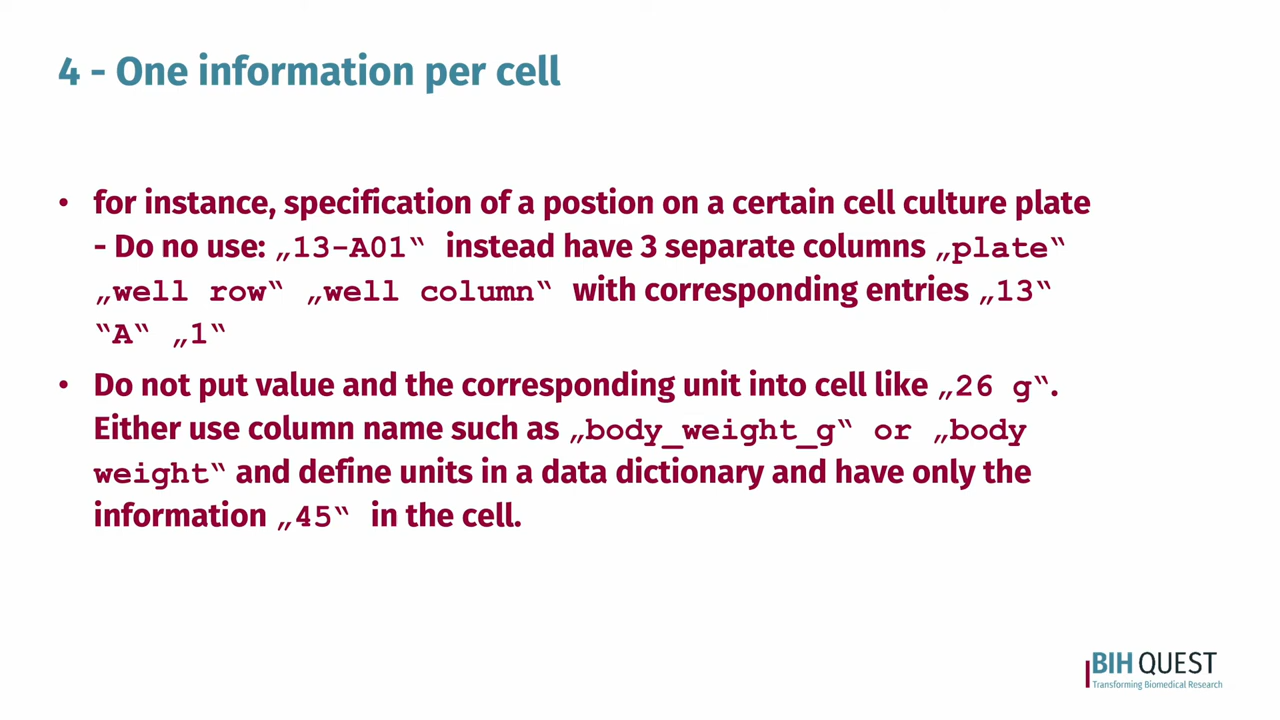 4 - One information per cell
• for instance, specification of a postion on a certain cell culture plate
- Do no use: „13-A01“ instead have 3 separate columns „plate“
„well row“ „well column“ with corresponding entries „13“
“A“ „1“
• Do not put value and the corresponding unit into cell like „26 g“.
Either use column name such as „body_weight_g“ or „body
weight“ and define units in a data dictionary and have only the
information „45“ in the cell.
BIH QUEST
Transforming Biomedical Research